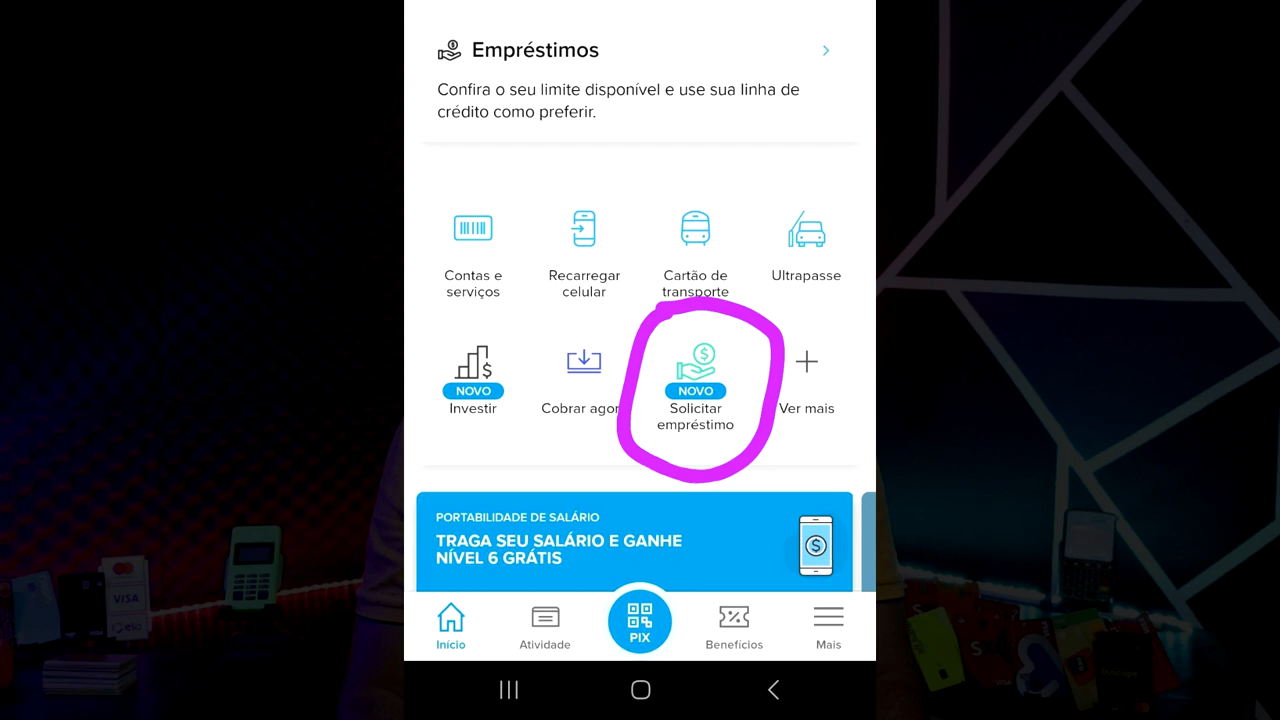 Empréstimos
Confira o seu limite disponível e use sua linha de
crédito como preferir.
Contas e
serviços
Recarregar
celular
Cartão de
transporte
Ultrapasse
NOVO
Investir
Cobrar agor
NOVO
Solicitar
empréstimo
Ver mais
PORTABILIDADE DE SALÁRIO
TRAGA SEU SALÁRIO E GANHE
NÍVEL 6 GRÁTIS
Início
Atividade
PIX
Benefícios
Mais
VISA
elo